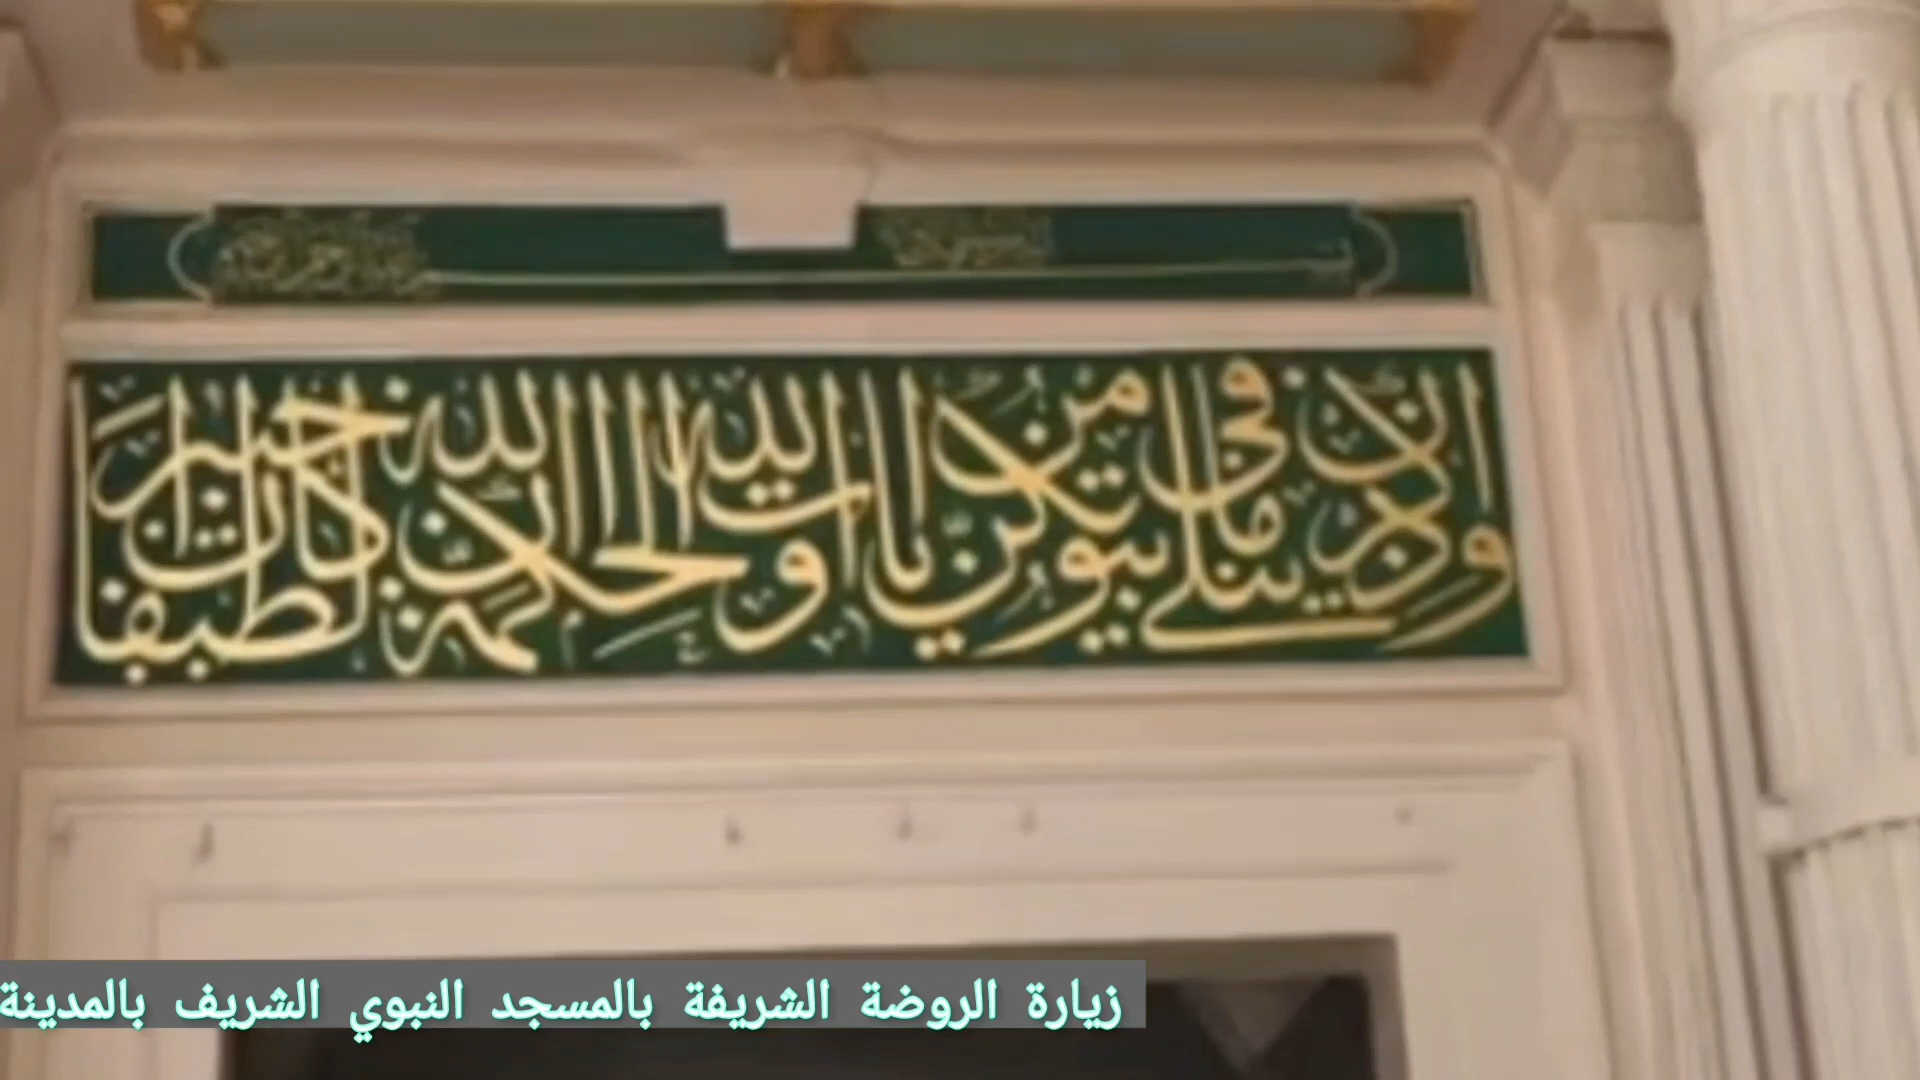 واذكرن ما يتلى في بيوتكن من آيات الله والحكمة إن الله كان لطيفا خبيرا
زيارة الروضة الشريفة بالمسجد النبوي الشريف بالمدينة